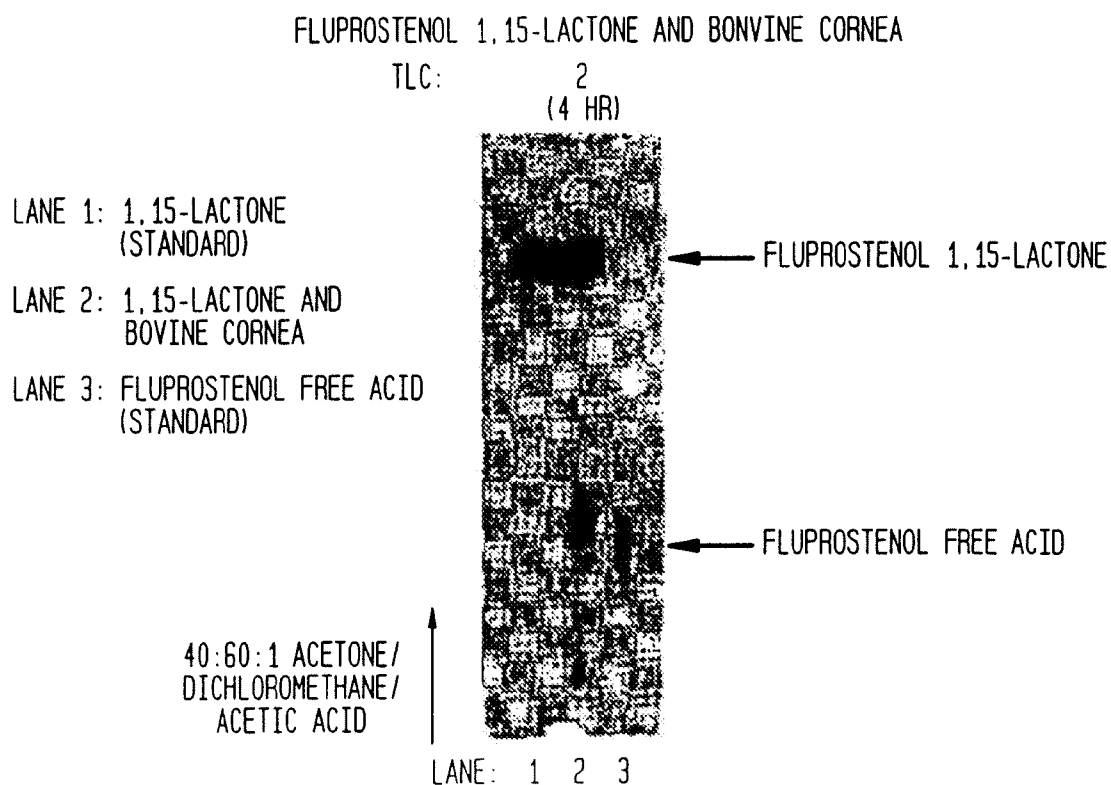 FLUPROSTENOL 1,15-LACTONE AND BONVINE CORNEA
TLC: 2
(4 HR)
LANE 1: 1,15-LACTONE
(STANDARD)
LANE 2: 1,15-LACTONE AND
BOVINE CORNEA
LANE 3: FLUPROSTENOL FREE ACID
(STANDARD)
FLUPROSTENOL 1,15-LACTONE
FLUPROSTENOL FREE ACID
40:60:1 ACETONE/
DICHLOROMETHANE/
ACETIC ACID
LANE: 1 2 3